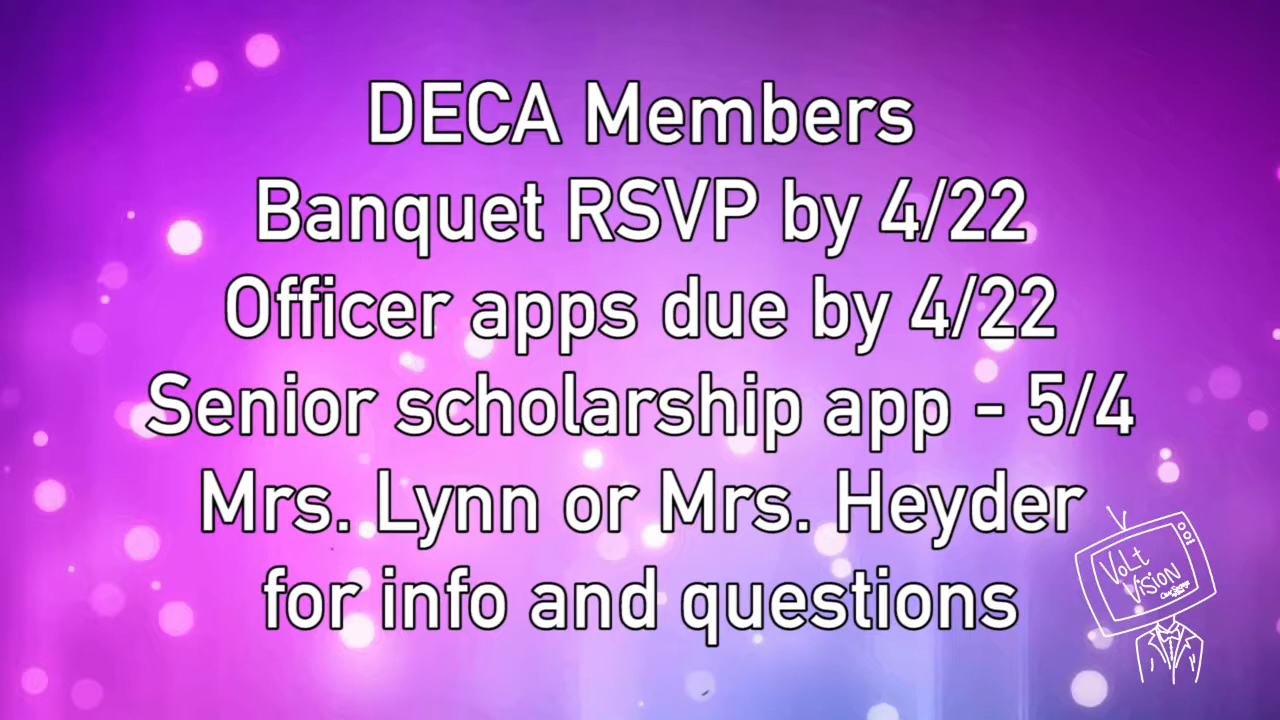 DECA Members
Banquet RSVP by 4/22
Officer apps due by 4/22
Senior scholarship app - 5/4
Mrs. Lynn or Mrs. Heyder
for info and questions
Volt
Vision